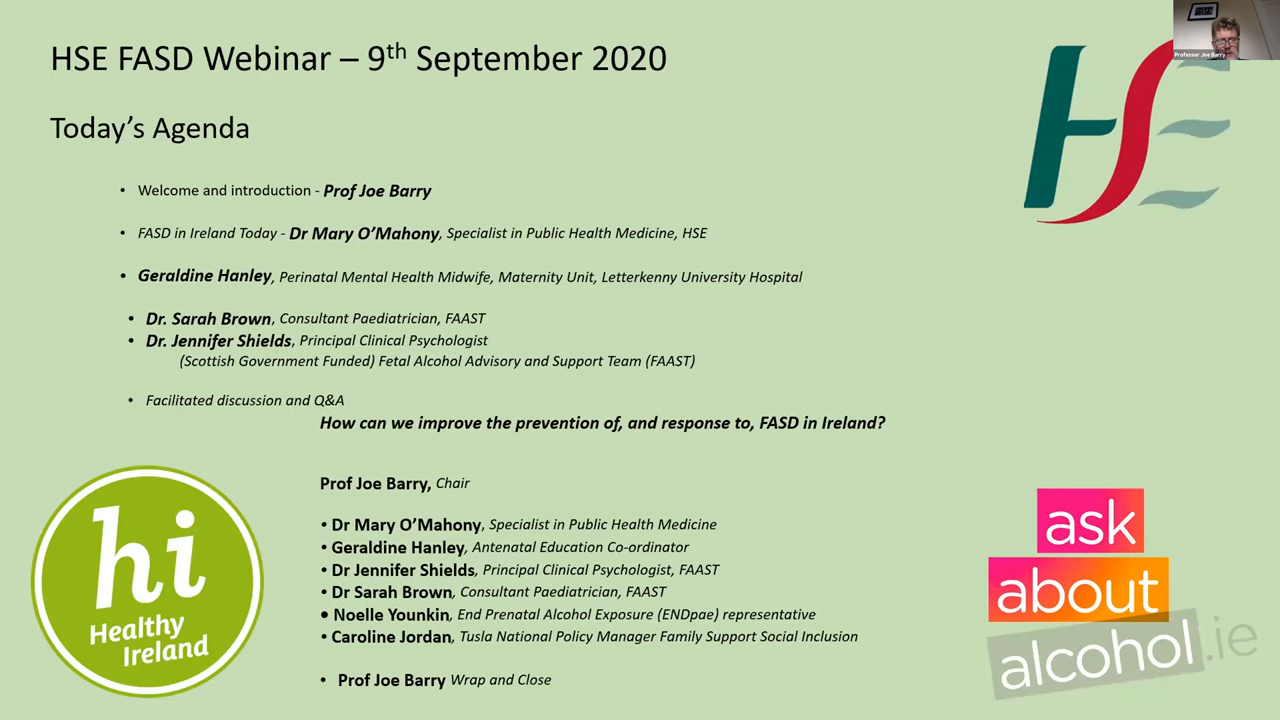 HSE FASD Webinar – 9th September 2020
Professor Joe Barry
HSE
Today’s Agenda
• Welcome and introduction - Prof Joe Barry
• FASD in Ireland Today - Dr Mary O’Mahony, Specialist in Public Health Medicine, HSE
• Geraldine Hanley, Perinatal Mental Health Midwife, Maternity Unit, Letterkenny University Hospital
• Dr. Sarah Brown, Consultant Paediatrician, FAAST
• Dr. Jennifer Shields, Principal Clinical Psychologist
(Scottish Government Funded) Fetal Alcohol Advisory and Support Team (FAAST)
• Facilitated discussion and Q&A
How can we improve the prevention of, and response to, FASD in Ireland?
Prof Joe Barry, Chair
• Dr Mary O’Mahony, Specialist in Public Health Medicine
• Geraldine Hanley, Antenatal Education Co-ordinator
• Dr Jennifer Shields, Principal Clinical Psychologist, FAAST
• Dr Sarah Brown, Consultant Paediatrician, FAAST
• Noelle Younkin, End Prenatal Alcohol Exposure (ENDpae) representative
• Caroline Jordan, Tusla National Policy Manager Family Support Social Inclusion
• Prof Joe Barry Wrap and Close
hi
Healthy
Ireland
ask
about
alcohol.ie